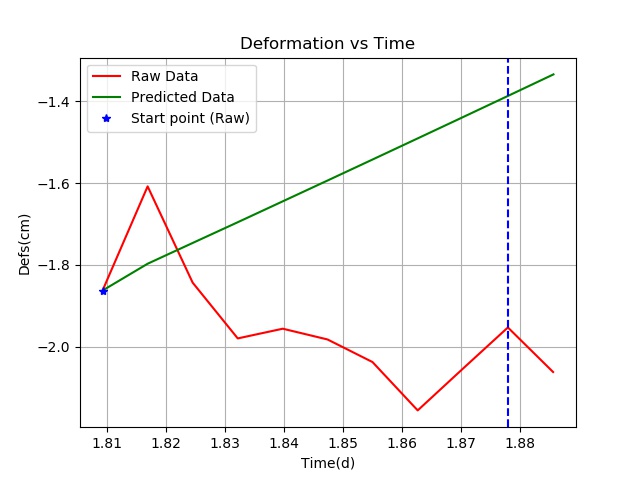 Deformation vs Time
Raw Data
Predicted Data
Start point (Raw)
Defs(cm)
−1.4
−1.6
−1.8
−2.0
1.81 1.82 1.83 1.84 1.85 1.86 1.87 1.88
Time(d)